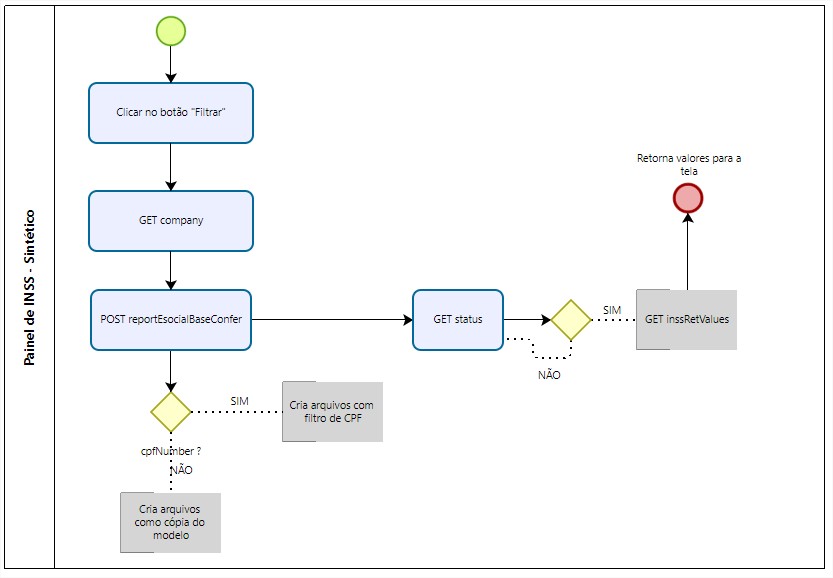 Painel de INSS - Sintético
Clicar no botão "Filtrar"
GET company
Retorna valores para a
tela
POST reportEsocialBaseConfer
GET status
SIM
GET inssRetValues
NÃO
SIM
Cria arquivos com
filtro de CPF
cpfNumber ?
NÃO
Cria arquivos
como cópia do
modelo